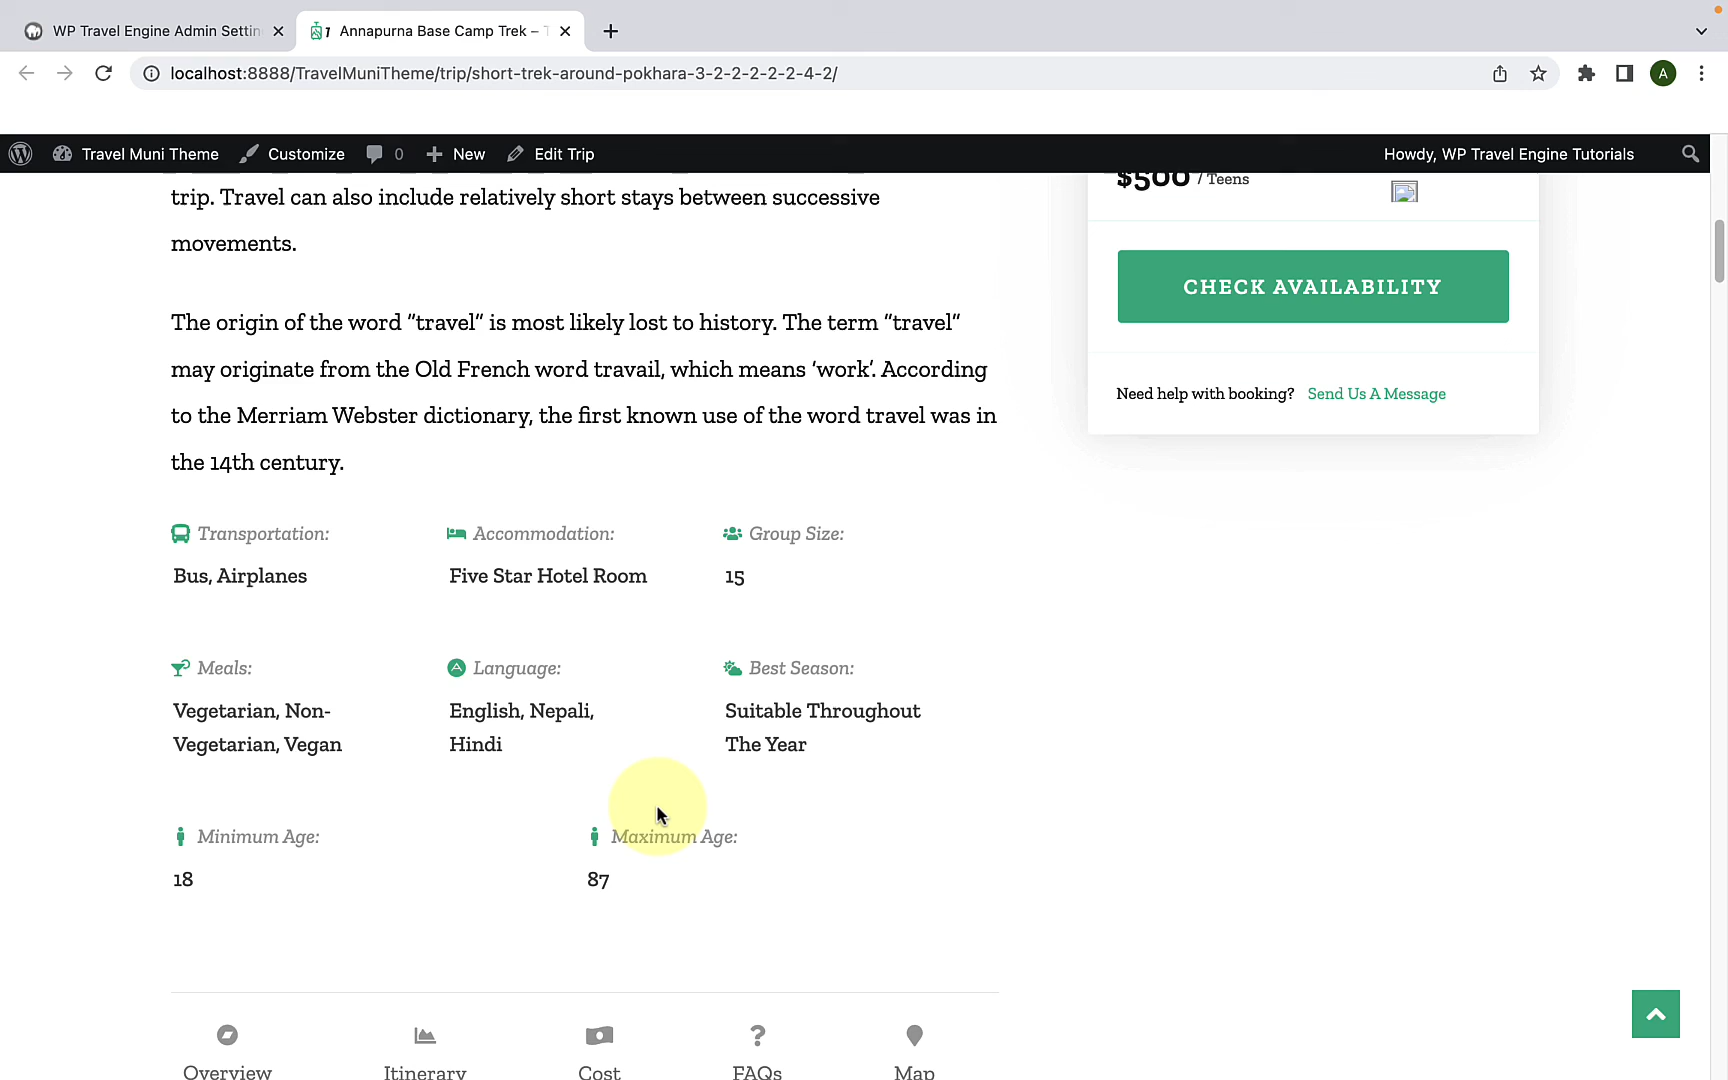 WP Travel Engine Admin Settin
Annapurna Base Camp Trek –
localhost:8888/TravelMuniTheme/trip/short-trek-around-pokhara-3-2-2-2-2-2-4-2/
A
Travel Muni Theme
Customize
0
New
Edit Trip
Howdy, WP Travel Engine Tutorials
trip. Travel can also include relatively short stays between successive
movements.
The origin of the word “travel” is most likely lost to history. The term “travel”
may originate from the Old French word travail, which means ‘work’. According
to the Merriam Webster dictionary, the first known use of the word travel was in
the 14th century.
$500 / Teens
CHECK AVAILABILITY
Need help with booking? Send Us A Message
Transportation:
Bus, Airplanes
Accommodation:
Five Star Hotel Room
Group Size:
15
Meals:
Vegetarian, Non-
Vegetarian, Vegan
Language:
English, Nepali,
Hindi
Best Season:
Suitable Throughout
The Year
Minimum Age:
18
Maximum Age:
87
Overview
Itinerary
Cost
FAQs
Map